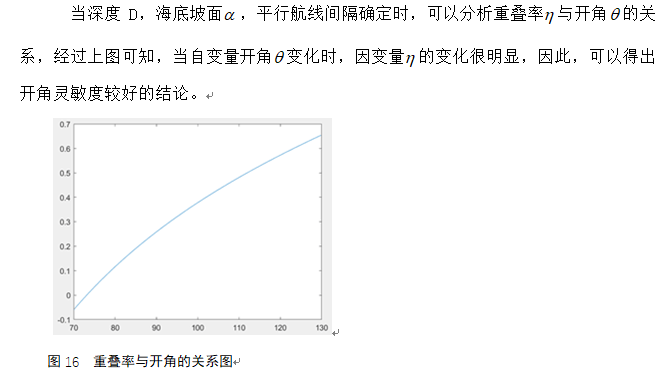 当深度 D，海底坡面α，平行航线间隔确定时，可以分析重叠率η与开角θ的关
系，经过上图可知，当自变量开角θ变化时，因变量η的变化很明显，因此，可以得出
开角灵敏度较好的结论。
0.7
0.6
0.5
0.4
0.3
0.2
0.1
0
-0.1
70 80 90 100 110 120 130
图 16 重叠率与开角的关系图